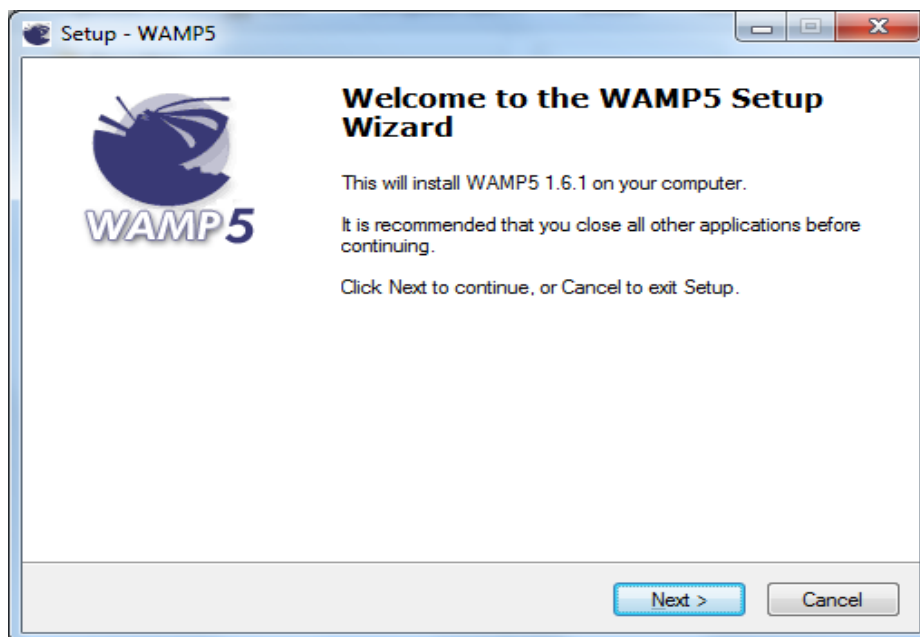 Setup - WAMP5
Welcome to the WAMP5 Setup
Wizard
This will install WAMP5 1.6.1 on your computer.
It is recommended that you close all other applications before
continuing.
Click Next to continue, or Cancel to exit Setup.
WAMP5
Next >
Cancel